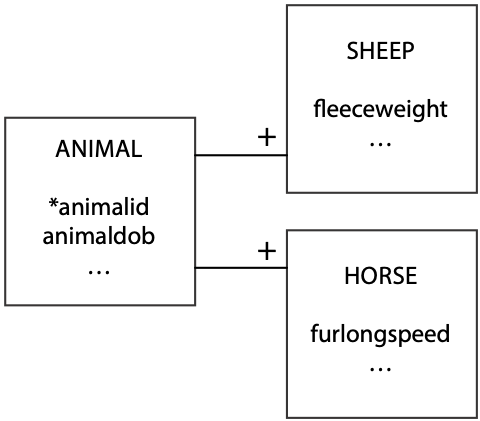 ANIMAL
*animalid
animaldob
...
+
SHEEP
fleeceweight
...
+
HORSE
furlongspeed
...